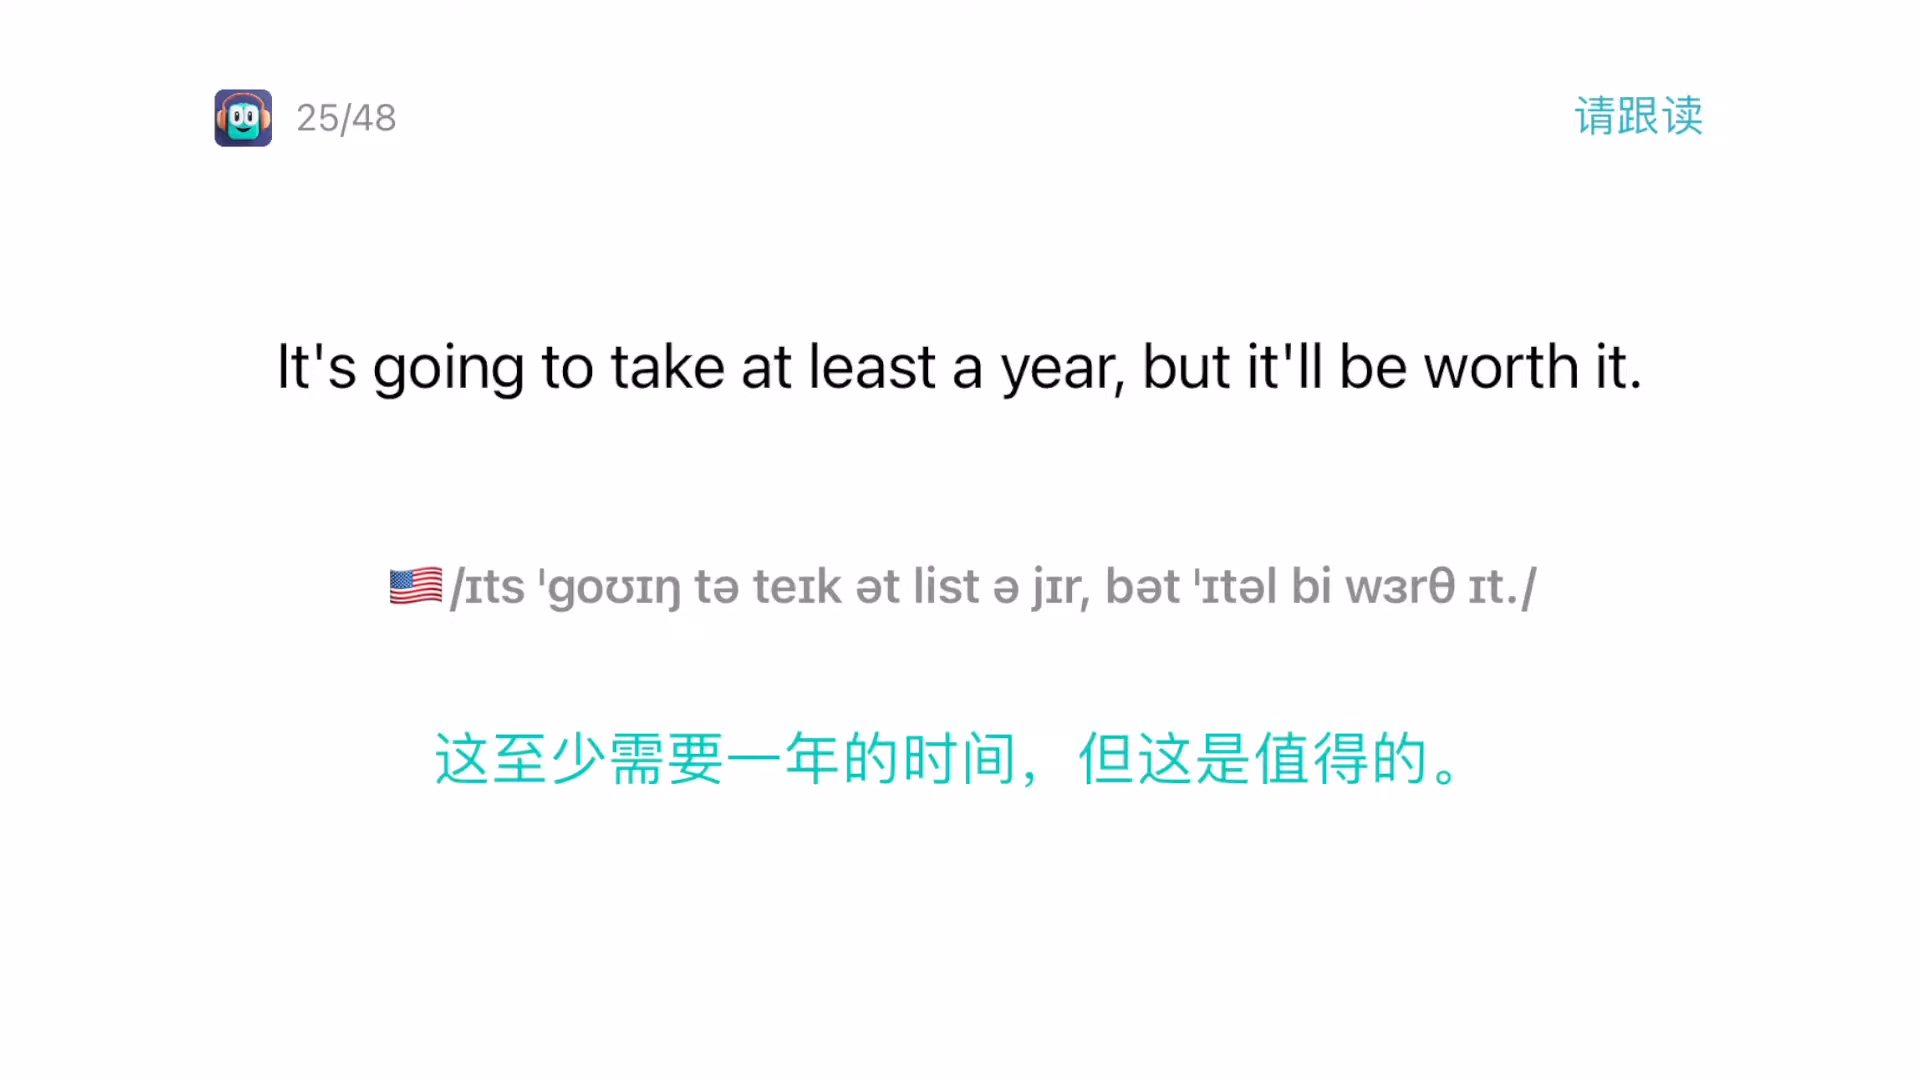 25/48
请跟读
It's going to take at least a year, but it'll be worth it.
/ɪts ˈgoʊɪŋ tə teɪk ət list ə jɪr, bət ˈɪtəl bi wɜrθ ɪt./
这至少需要一年的时间，但这是值得的。